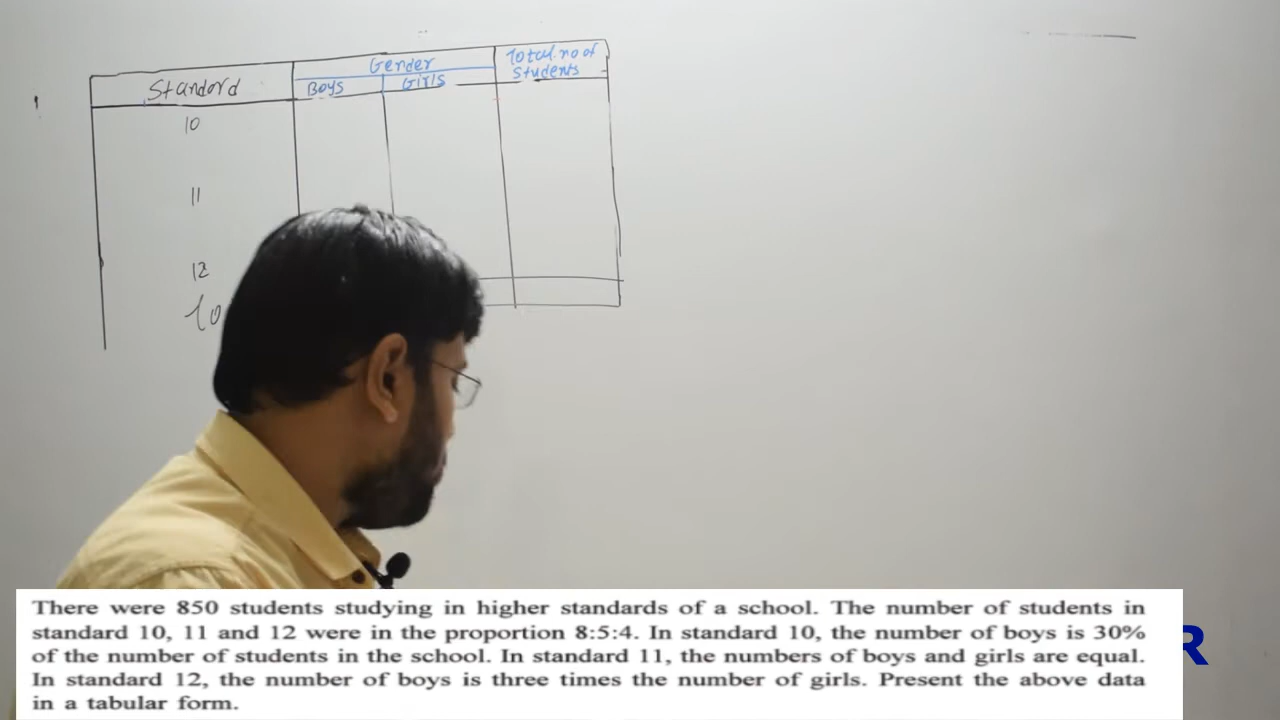 Standard
Gender
Total no of
students
Boys
Girls
10
11
12
To
There were 850 students studying in higher standards of a school. The number of students in
standard 10, 11 and 12 were in the proportion 8:5:4. In standard 10, the number of boys is 30%
of the number of students in the school. In standard 11, the numbers of boys and girls are equal.
In standard 12, the number of boys is three times the number of girls. Present the above data
in a tabular form.
R